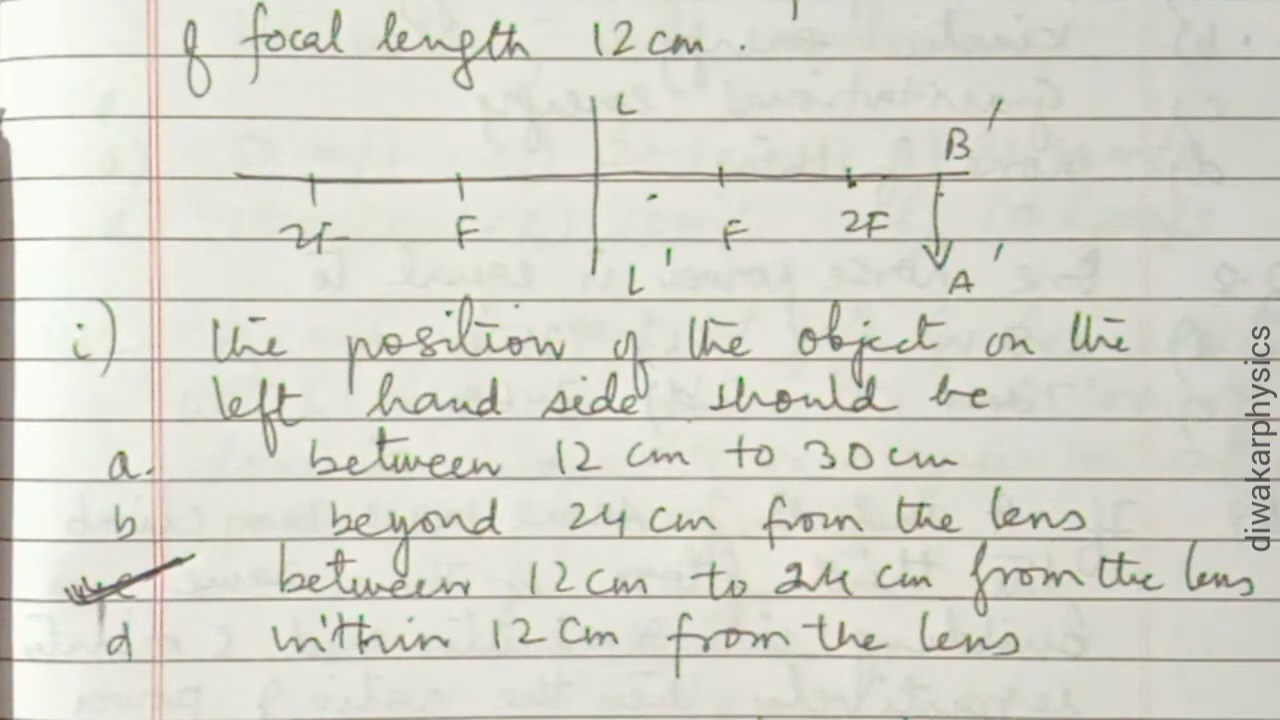 of focal length 12 cm.
L
B'
2F F F 2F
L' A'
i) the position of the object on the
left hand side should be
a. between 12 cm to 30 cm
b beyond 24 cm from the lens
between 12 cm to 24 cm from the lens
d within 12 cm from the lens
diwakarphysics